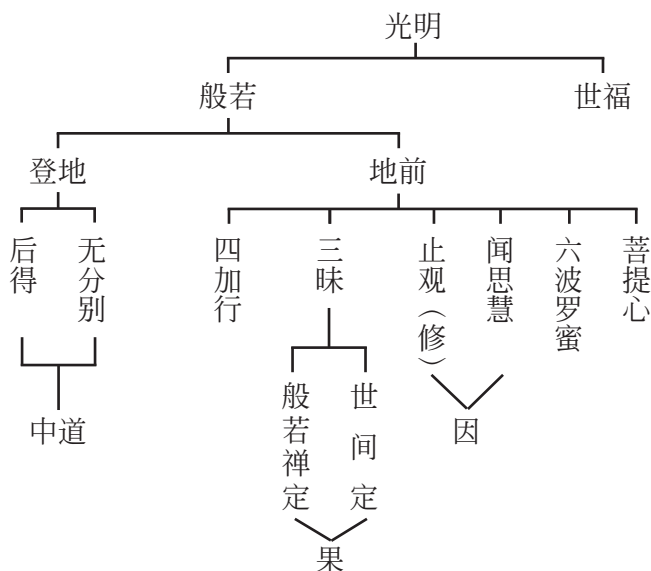 光明
般若
世福
登地
地前
后得
无分别
四加行
三昧
止观（修）
闻思慧
六波罗蜜
菩提心
中道
般若禅定
世间定
因
果